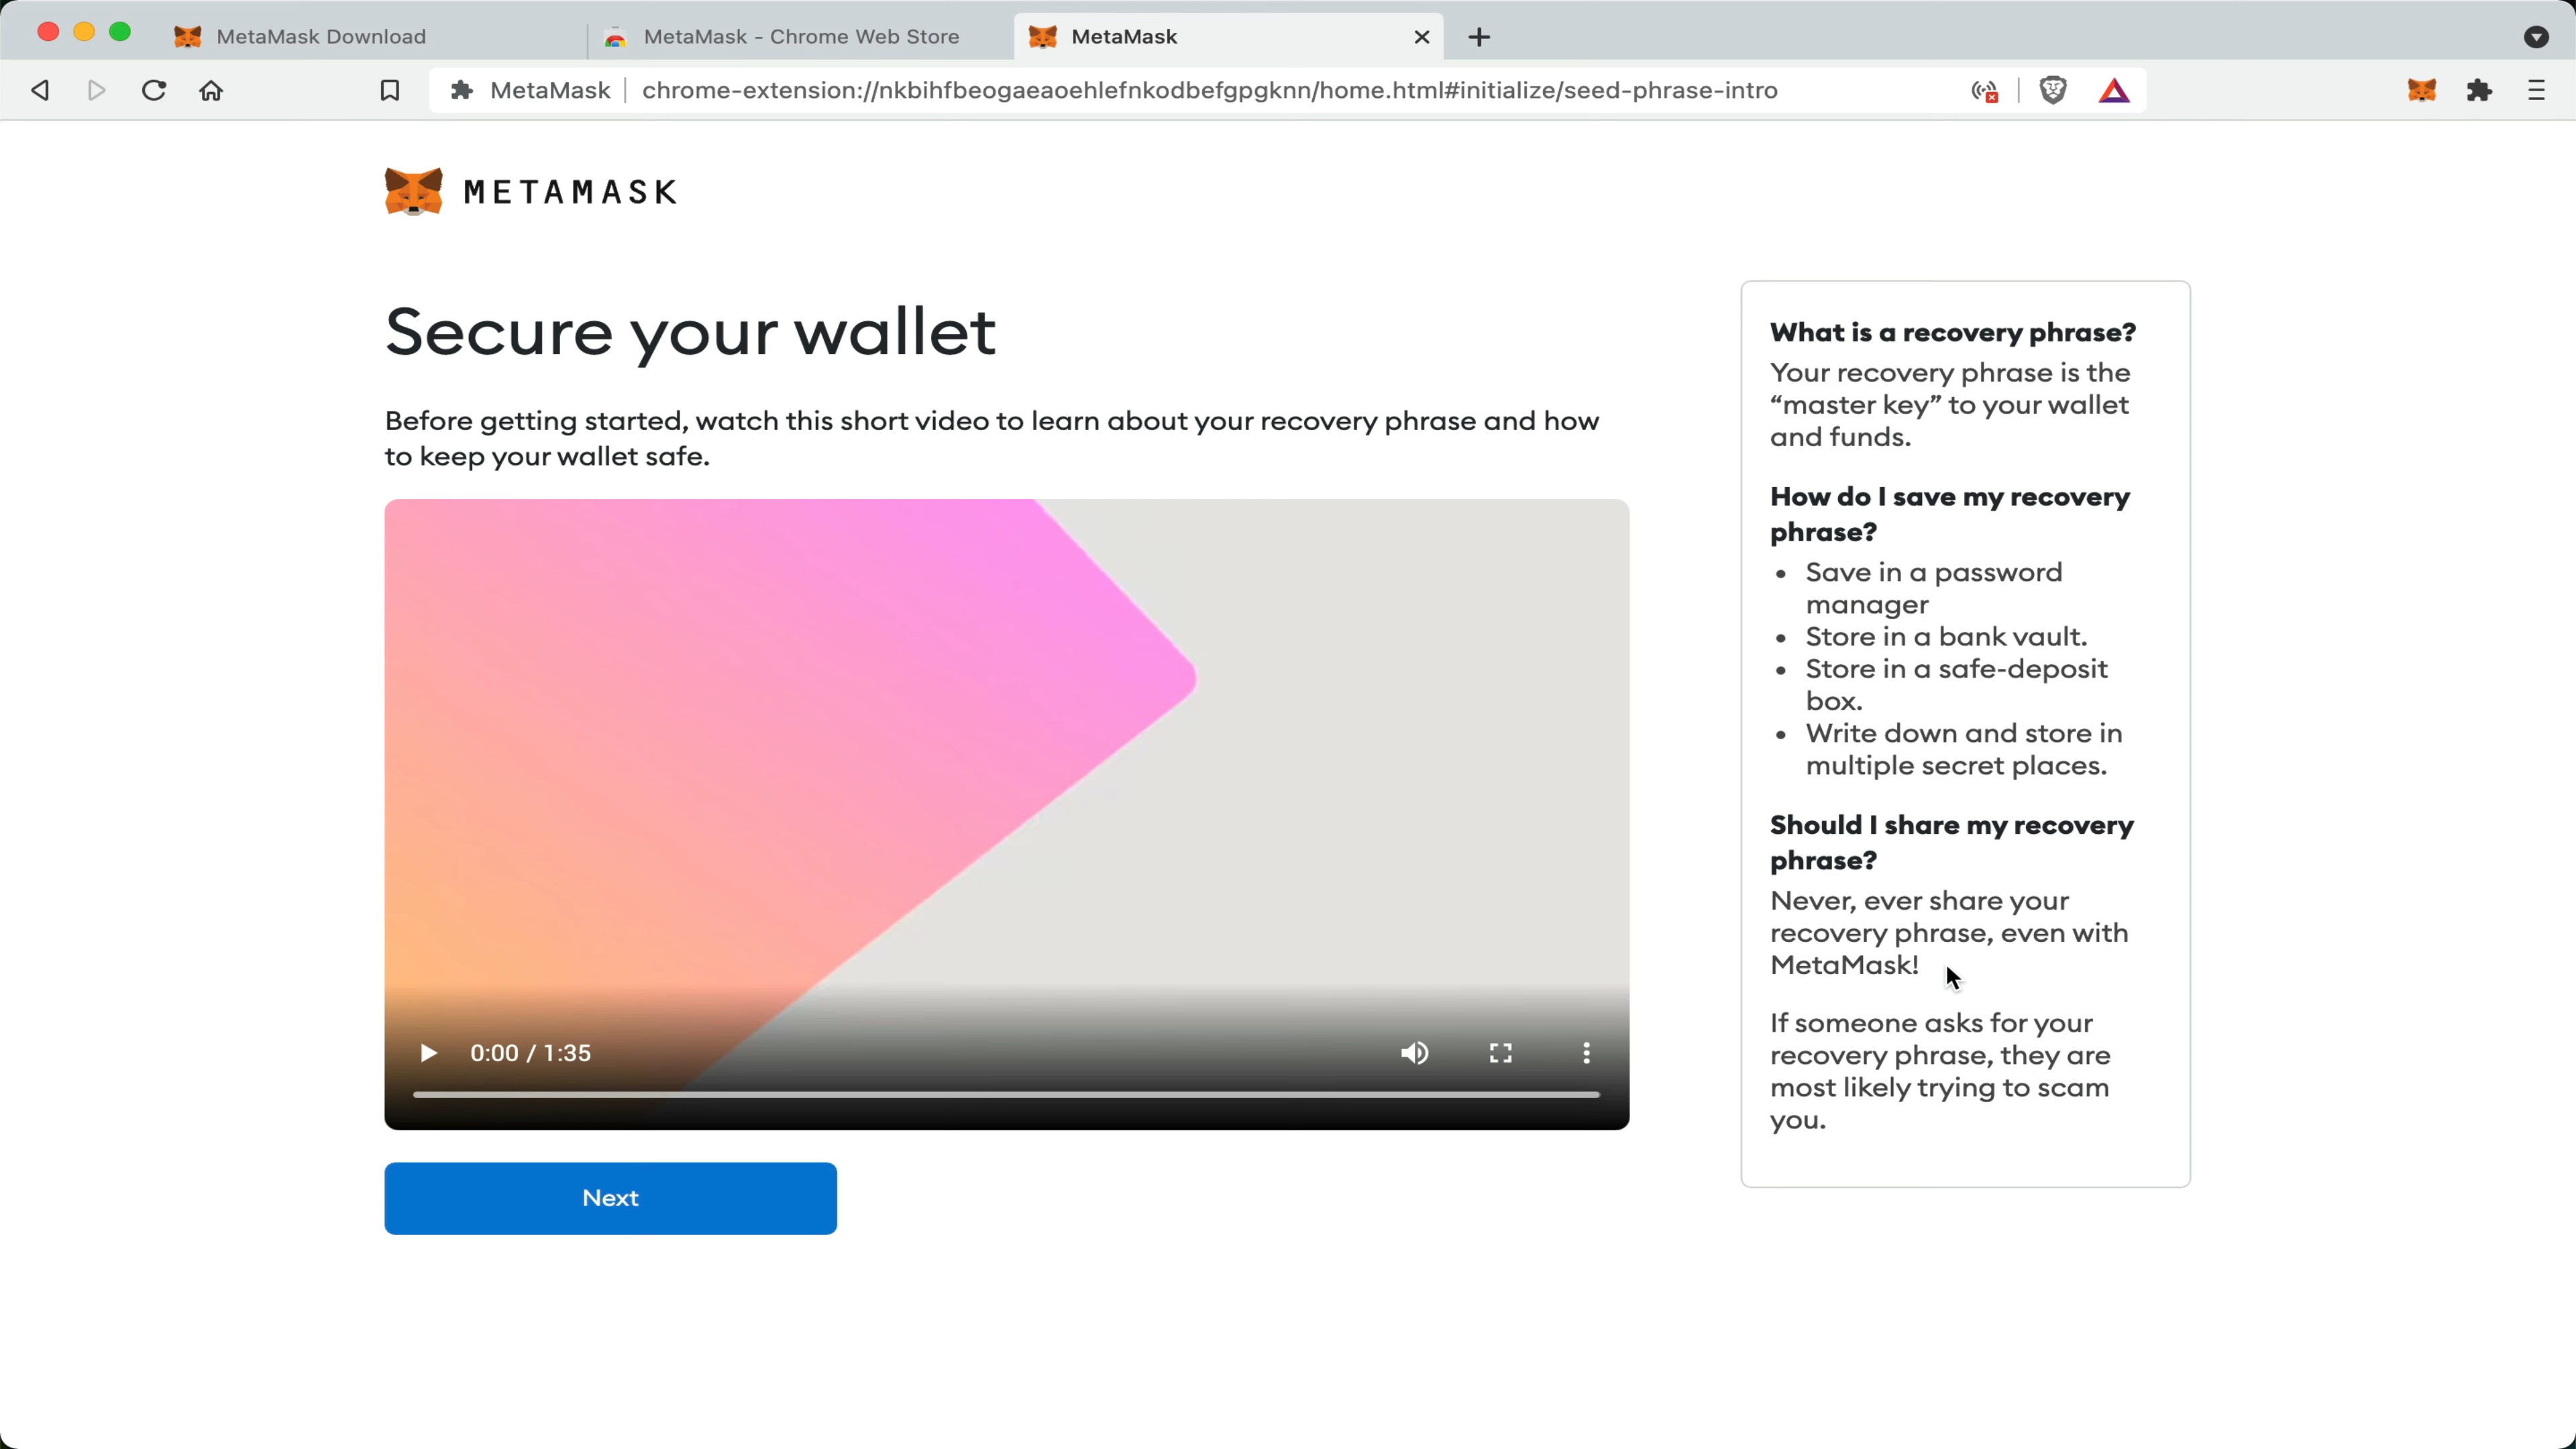 MetaMask Download
MetaMask - Chrome Web Store
MetaMask
MetaMask
chrome-extension://nkbihfbeogaeaoehlefnkodbefgpgknn/home.html#initialize/seed-phrase-intro
METAMASK
Secure your wallet
Before getting started, watch this short video to learn about your recovery phrase and how
to keep your wallet safe.
0:00 / 1:35
Next
What is a recovery phrase?
Your recovery phrase is the
“master key” to your wallet
and funds.
How do I save my recovery
phrase?
• Save in a password
manager
• Store in a bank vault.
• Store in a safe-deposit
box.
• Write down and store in
multiple secret places.
Should I share my recovery
phrase?
Never, ever share your
recovery phrase, even with
MetaMask!
If someone asks for your
recovery phrase, they are
most likely trying to scam
you.